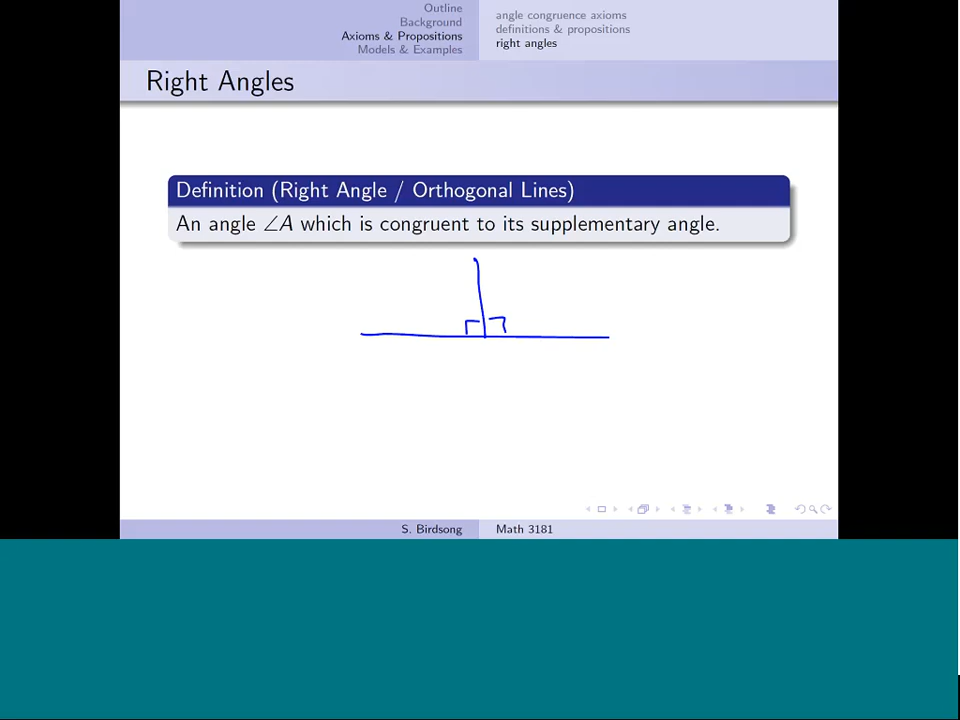 Outline
Background
Axioms & Propositions
Models & Examples
angle congruence axioms
definitions & propositions
right angles
Right Angles
Definition (Right Angle / Orthogonal Lines)
An angle ∠A which is congruent to its supplementary angle.
S. Birdsong
Math 3181